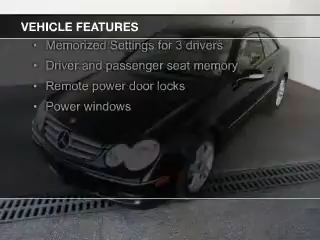 VEHICLE FEATURES
• Memorized Settings for 3 drivers
• Driver and passenger seat memory
• Remote power door locks
• Power windows